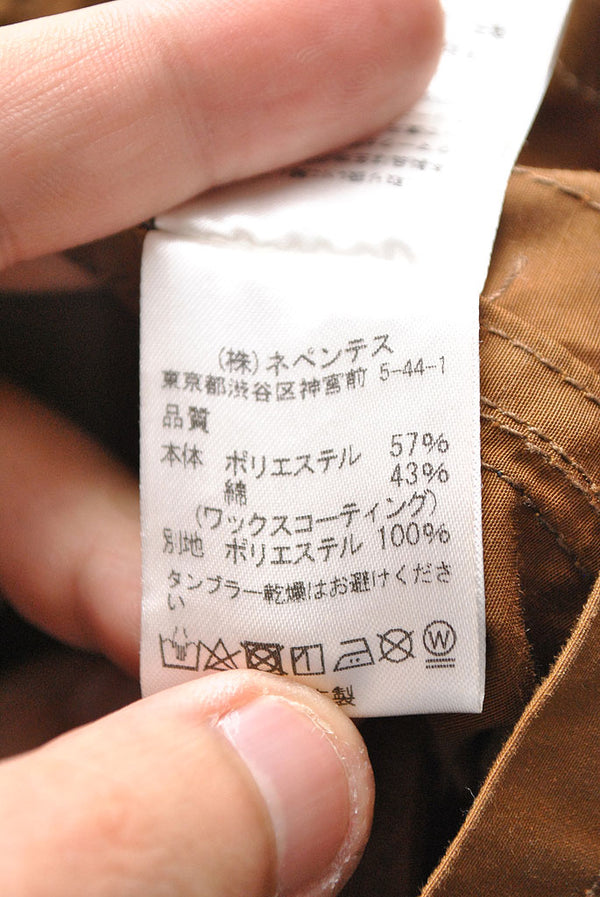 (株)ネペンテス
東京都渋谷区神宮前 5-44-1
品質
本体 ポリエステル 57%
綿 43%
(ワックスコーティング)
別地 ポリエステル 100%
タンブラー乾燥はお避けくださ
い
W
製